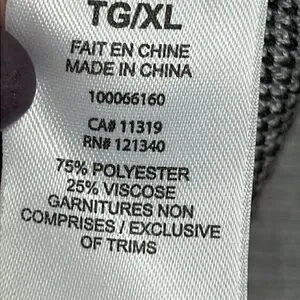 TG/XL
FAIT EN CHINE
MADE IN CHINA
100066160
CA# 11319
RN# 121340
75% POLYESTER
25% VISCOSE
GARNITURES NON
COMPRISES / EXCLUSIVE
OF TRIMS